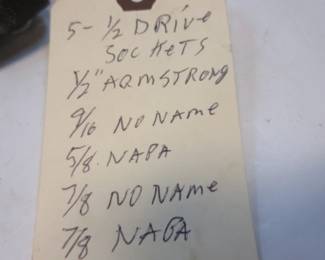 5 - 1/2 DRIVE
SOCKETS
1/2" ARMSTRONG
9/16 NO NAME
5/8. NAPA
7/8 NO NAME
7/8 NAPA